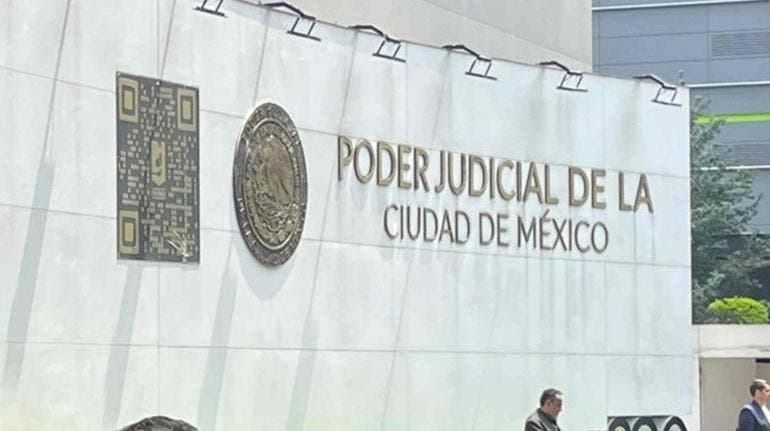 PODER JUDICIAL DE LA
CIUDAD DE MÉXICO